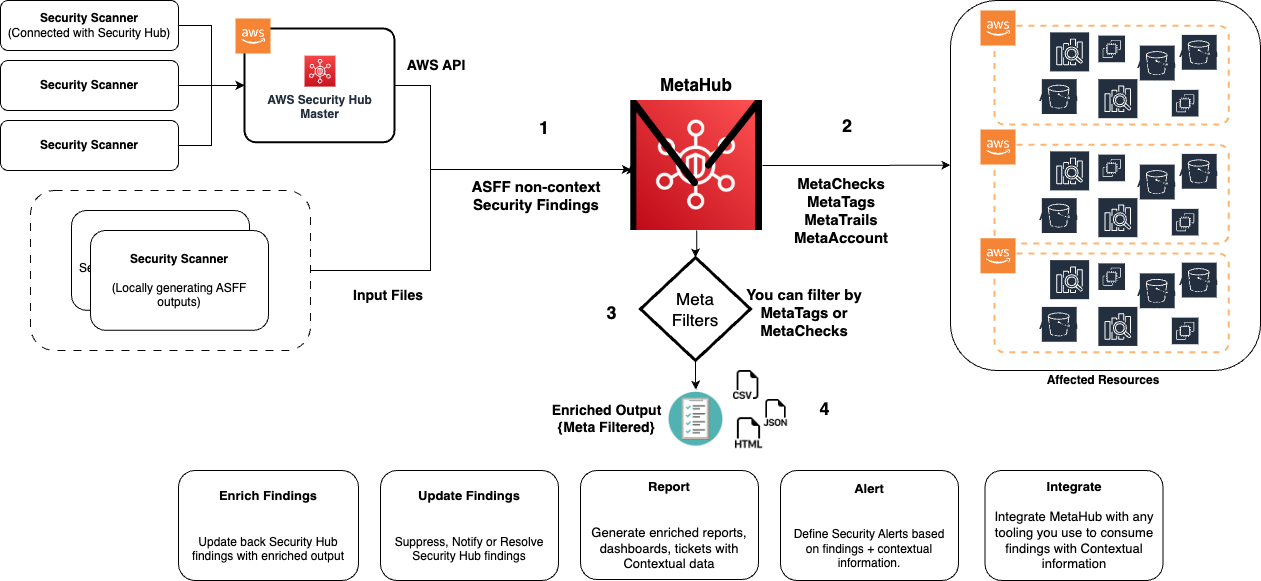 Security Scanner
(Connected with Security Hub)
Security Scanner
Security Scanner
aws
AWS Security Hub
Master
AWS API
Se
Security Scanner
(Locally generating ASFF
outputs)
Input Files
1
ASFF non-context
Security Findings
MetaHub
2
MetaChecks
MetaTags
MetaTrails
MetaAccount
aws
aws
aws
Affected Resources
3
Meta
Filters
You can filter by
MetaTags or
MetaChecks
Enriched Output
{Meta Filtered}
CSV
JSON
HTML
4
Enrich Findings
Update back Security Hub
findings with enriched output
Update Findings
Suppress, Notify or Resolve
Security Hub findings
Report
Generate enriched reports,
dashboards, tickets with
Contextual data
Alert
Define Security Alerts based
on findings + contextual
information.
Integrate
Integrate MetaHub with any
tooling you use to consume
findings with Contextual
information